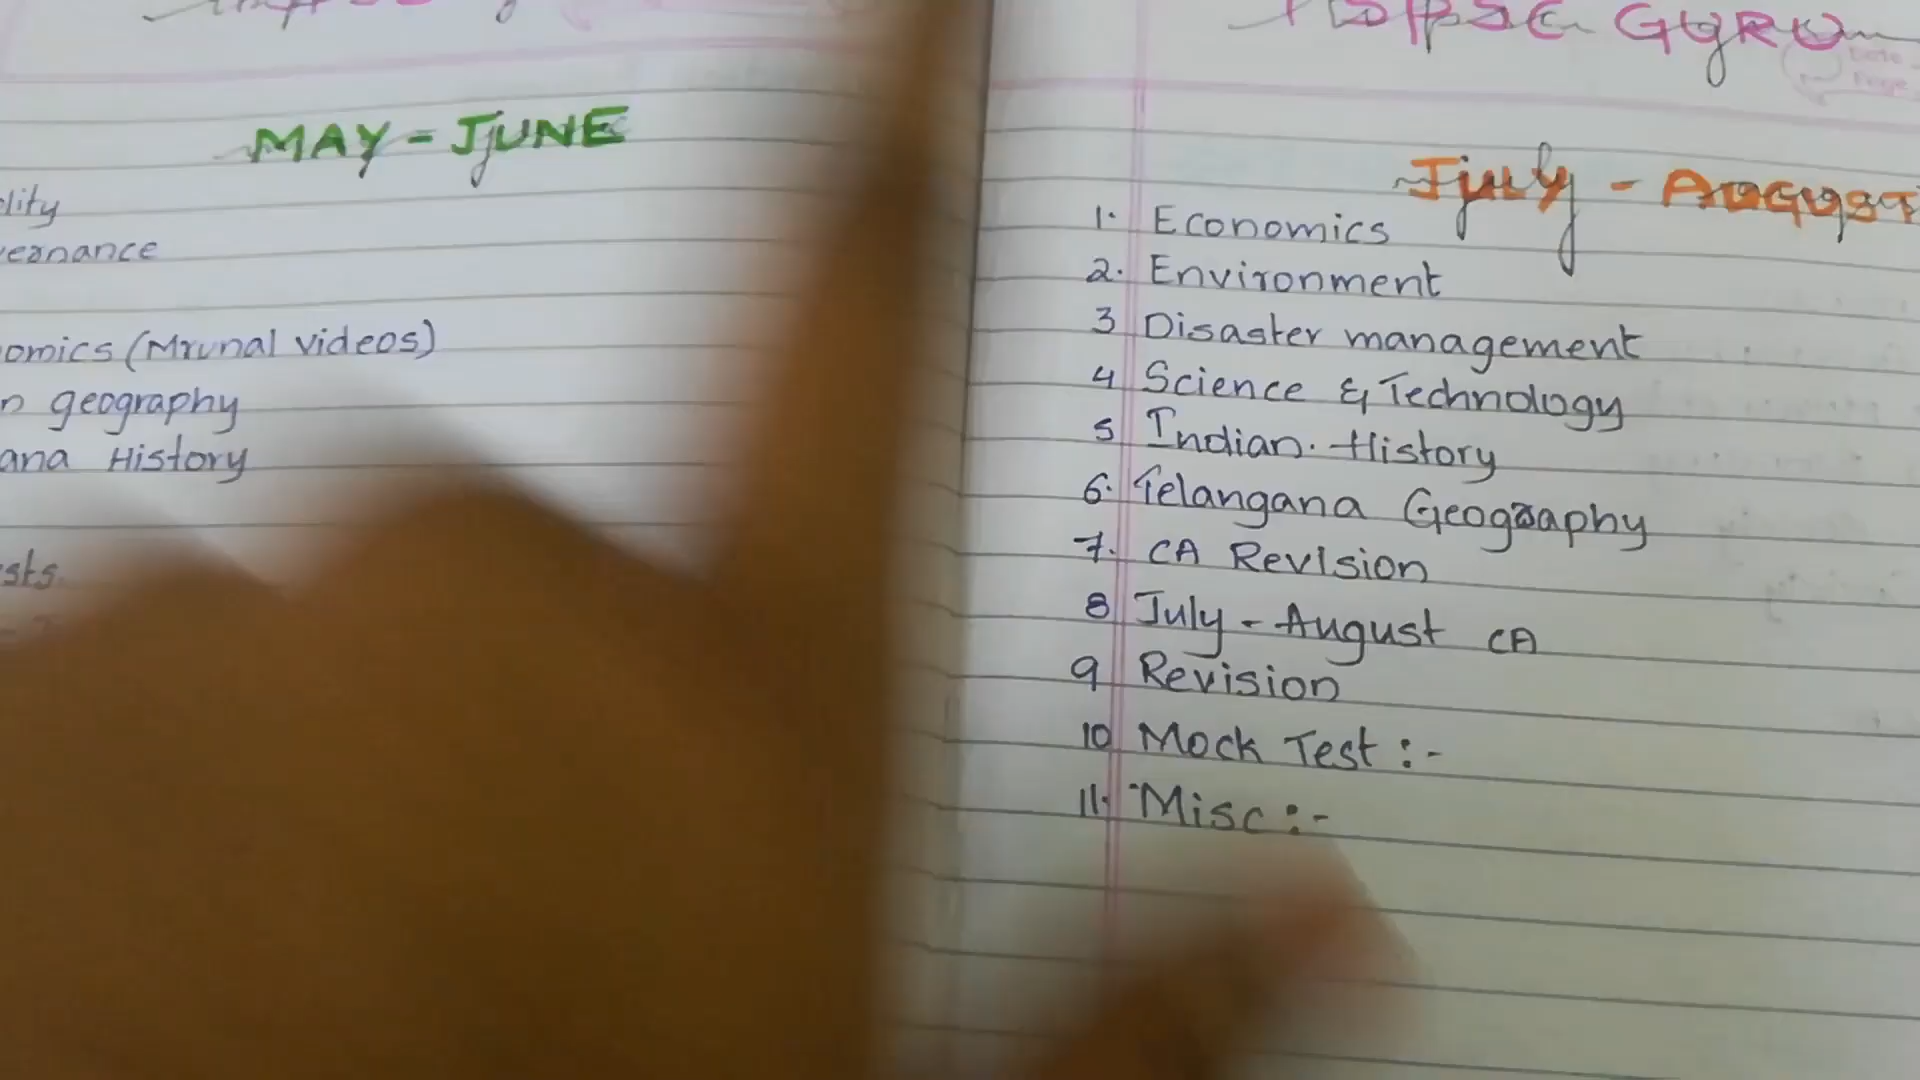 MAY - JUNE
lity
ernance
omics (Mrunal videos)
n geography
ana History
sts
TSPPSC Gyro
July - August
1. Economics
2. Environment
3 Disaster management
4 Science & Technology
5 Indian. History
6. Telangana Geography
7. CA Revision
8 July - August CA
9 Revision
10 Mock Test :-
11. Misc :-